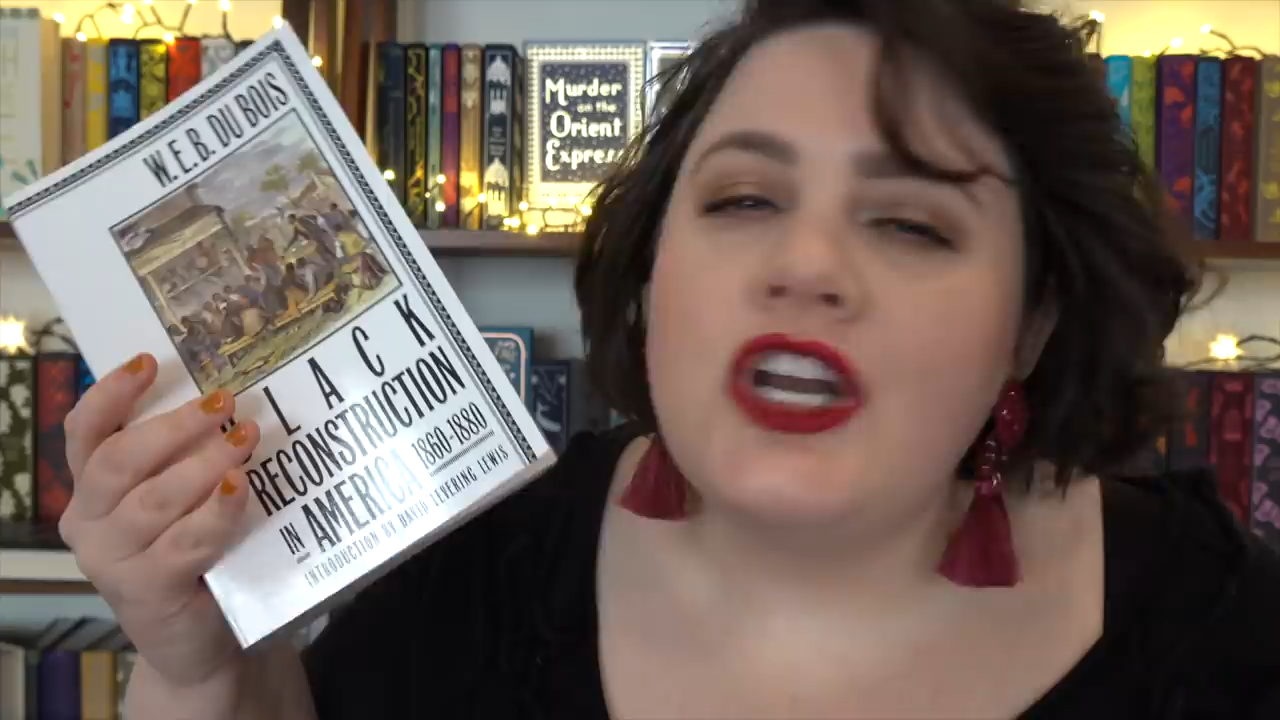 W.E.B. DU BOIS
LACK
RECONSTRUCTION
IN AMERICA 1860-1880
INTRODUCTION BY DAVID LEVERING LEWIS
Murder
on the
Orient
Express